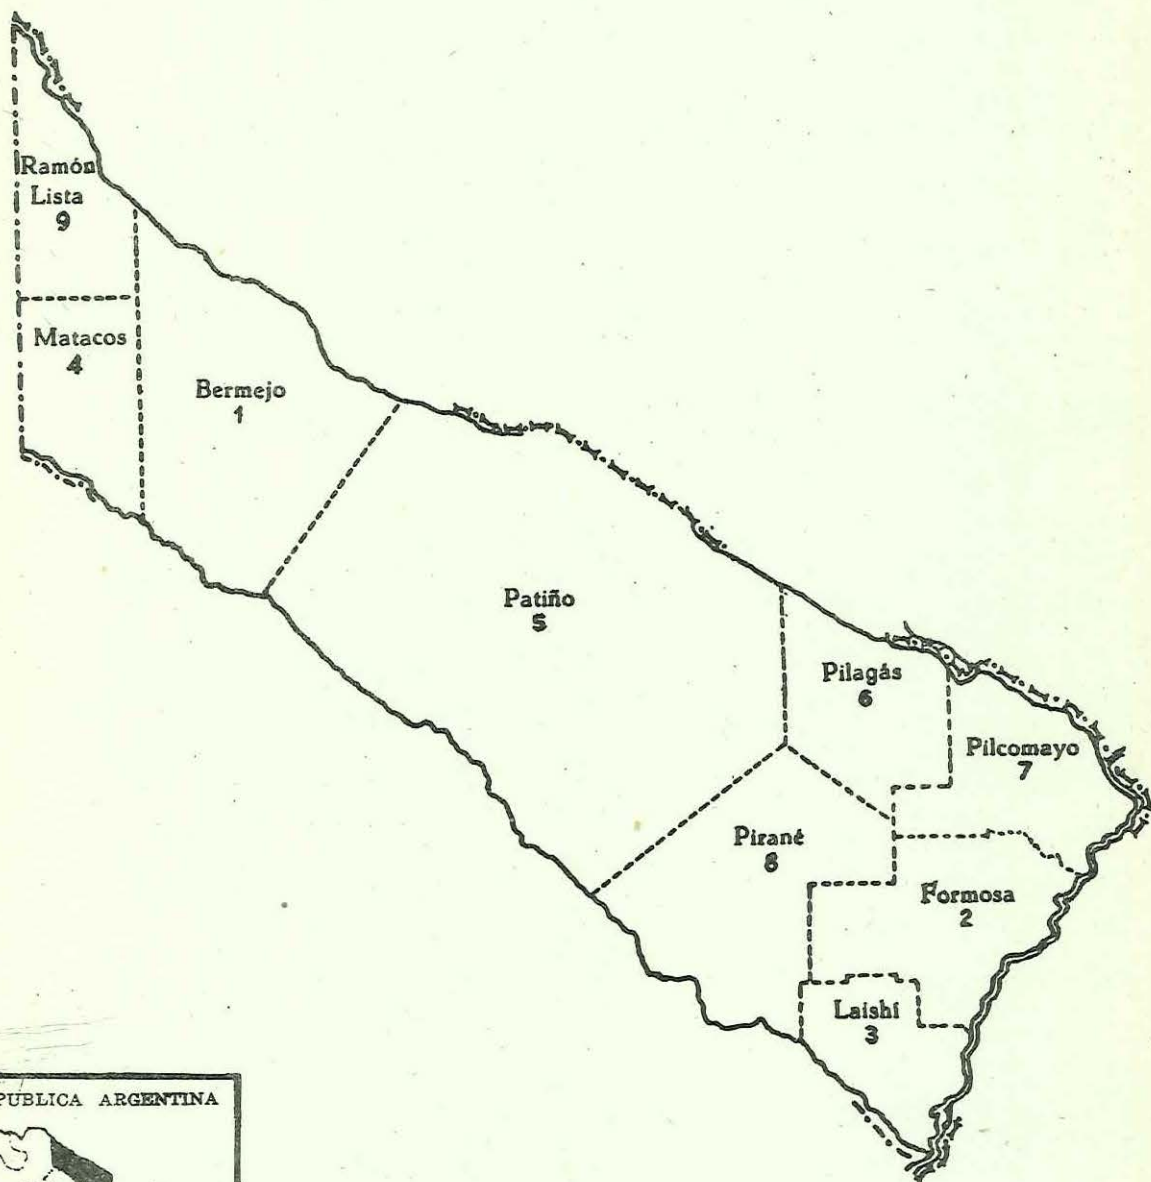 Ramón
Lista
9
Matacos
4
Bermejo
1
Patiño
5
Pilagás
6
Pilcomayo
7
Pirané
8
Formosa
2
Laishí
3
PUBLICA ARGENTINA